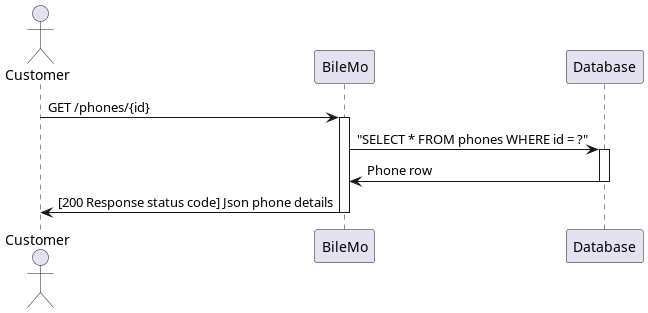 Customer
BileMo
Database
GET /phones/{id}
"SELECT * FROM phones WHERE id = ?"
Phone row
[200 Response status code] Json phone details
Customer
BileMo
Database